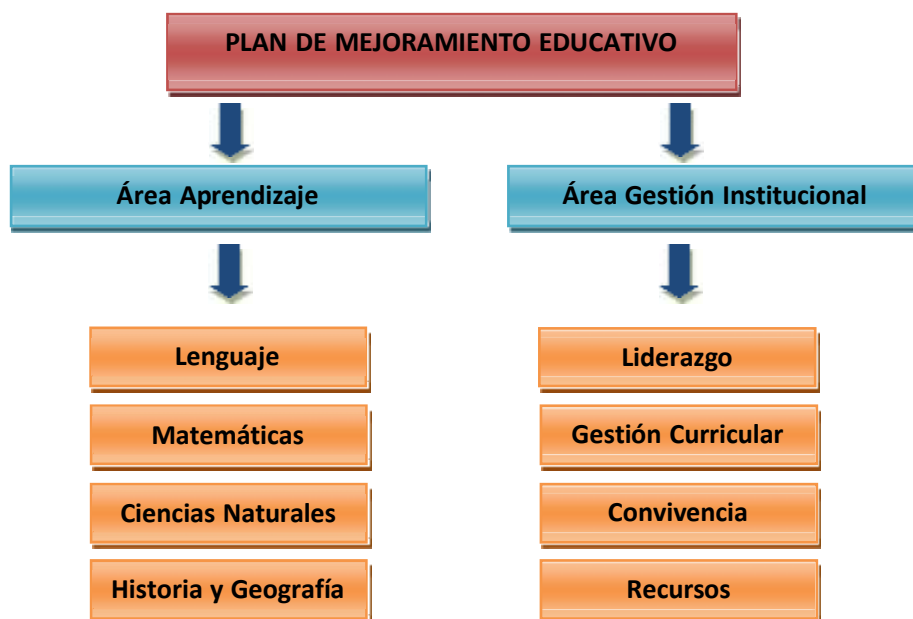 PLAN DE MEJORAMIENTO EDUCATIVO
Área Aprendizaje
Área Gestión Institucional
Lenguaje
Liderazgo
Matemáticas
Gestión Curricular
Ciencias Naturales
Convivencia
Historia y Geografía
Recursos